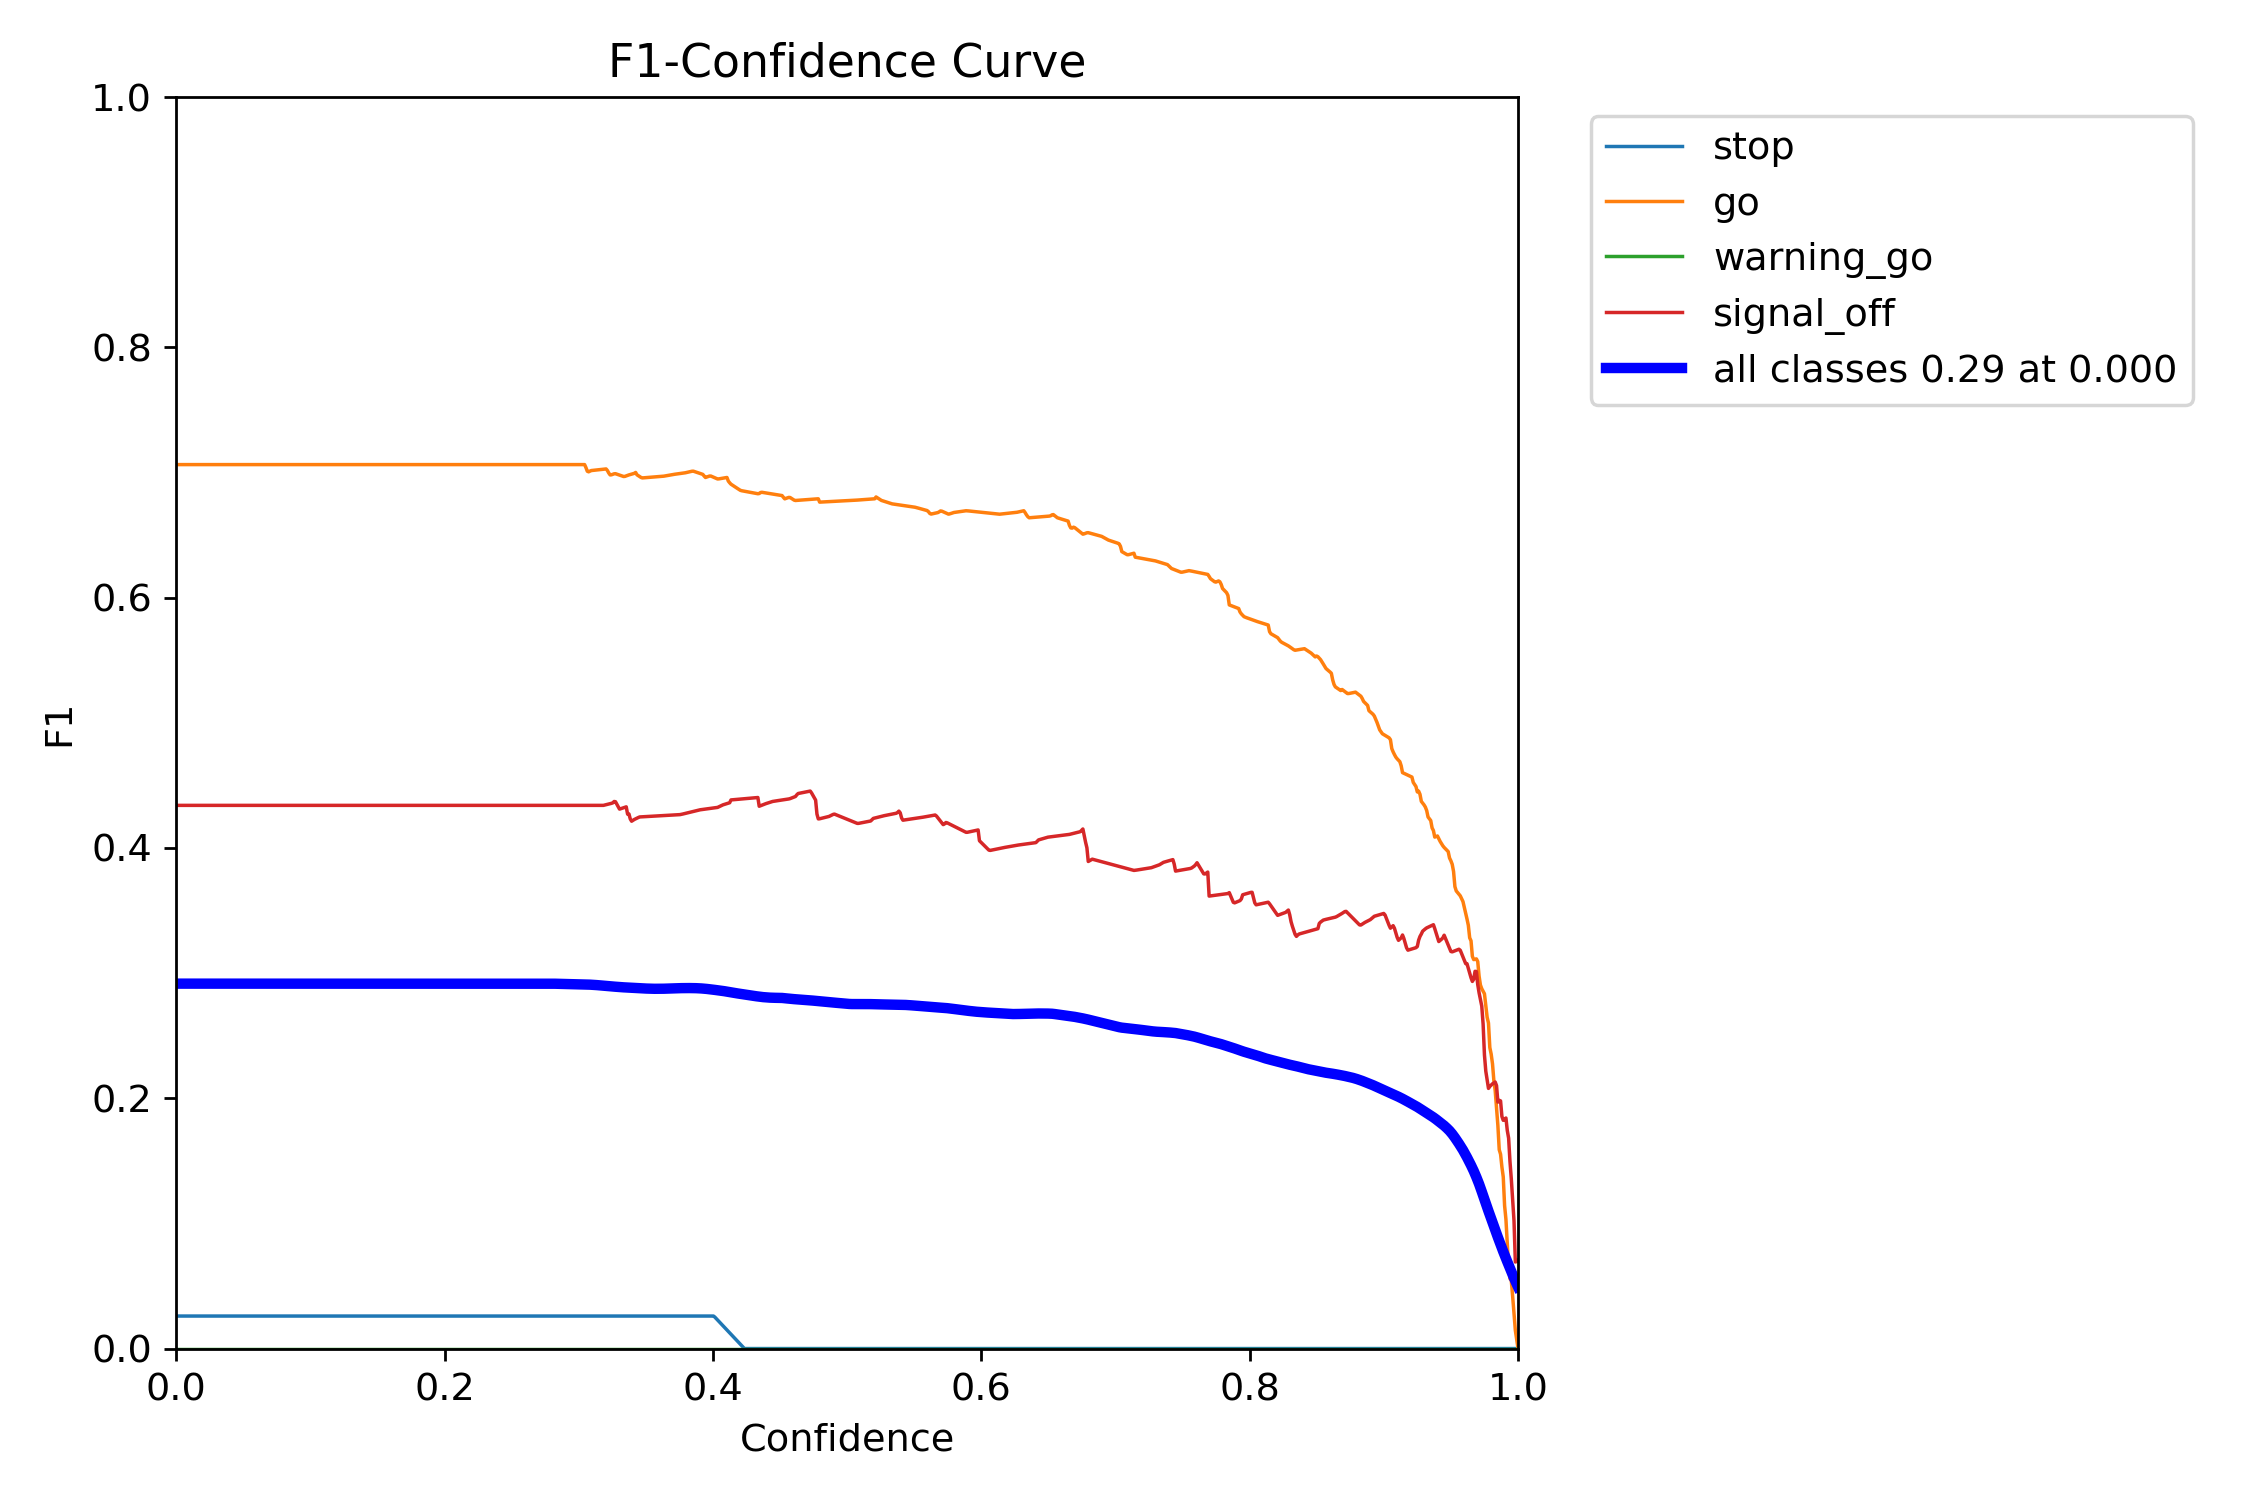 F1-Confidence Curve
1.0
0.8
0.6
0.4
0.2
0.0
F1
0.0 0.2 0.4 0.6 0.8 1.0
Confidence
stop
go
warning_go
signal_off
all classes 0.29 at 0.000